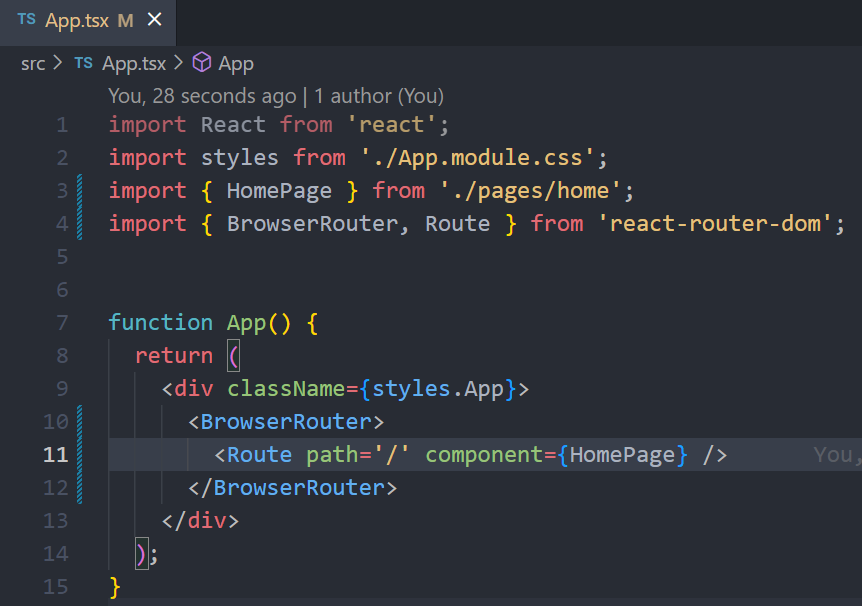 TS App.tsx M ×
src > TS App.tsx > App
You, 28 seconds ago | 1 author (You)
1 import React from 'react';
2 import styles from './App.module.css';
3 import { HomePage } from './pages/home';
4 import { BrowserRouter, Route } from 'react-router-dom';
5
6
7 function App() {
8   return (
9     <div className={styles.App}>
10       <BrowserRouter>
11         <Route path='/' component={HomePage} /> You,
12       </BrowserRouter>
13     </div>
14   );
15 }